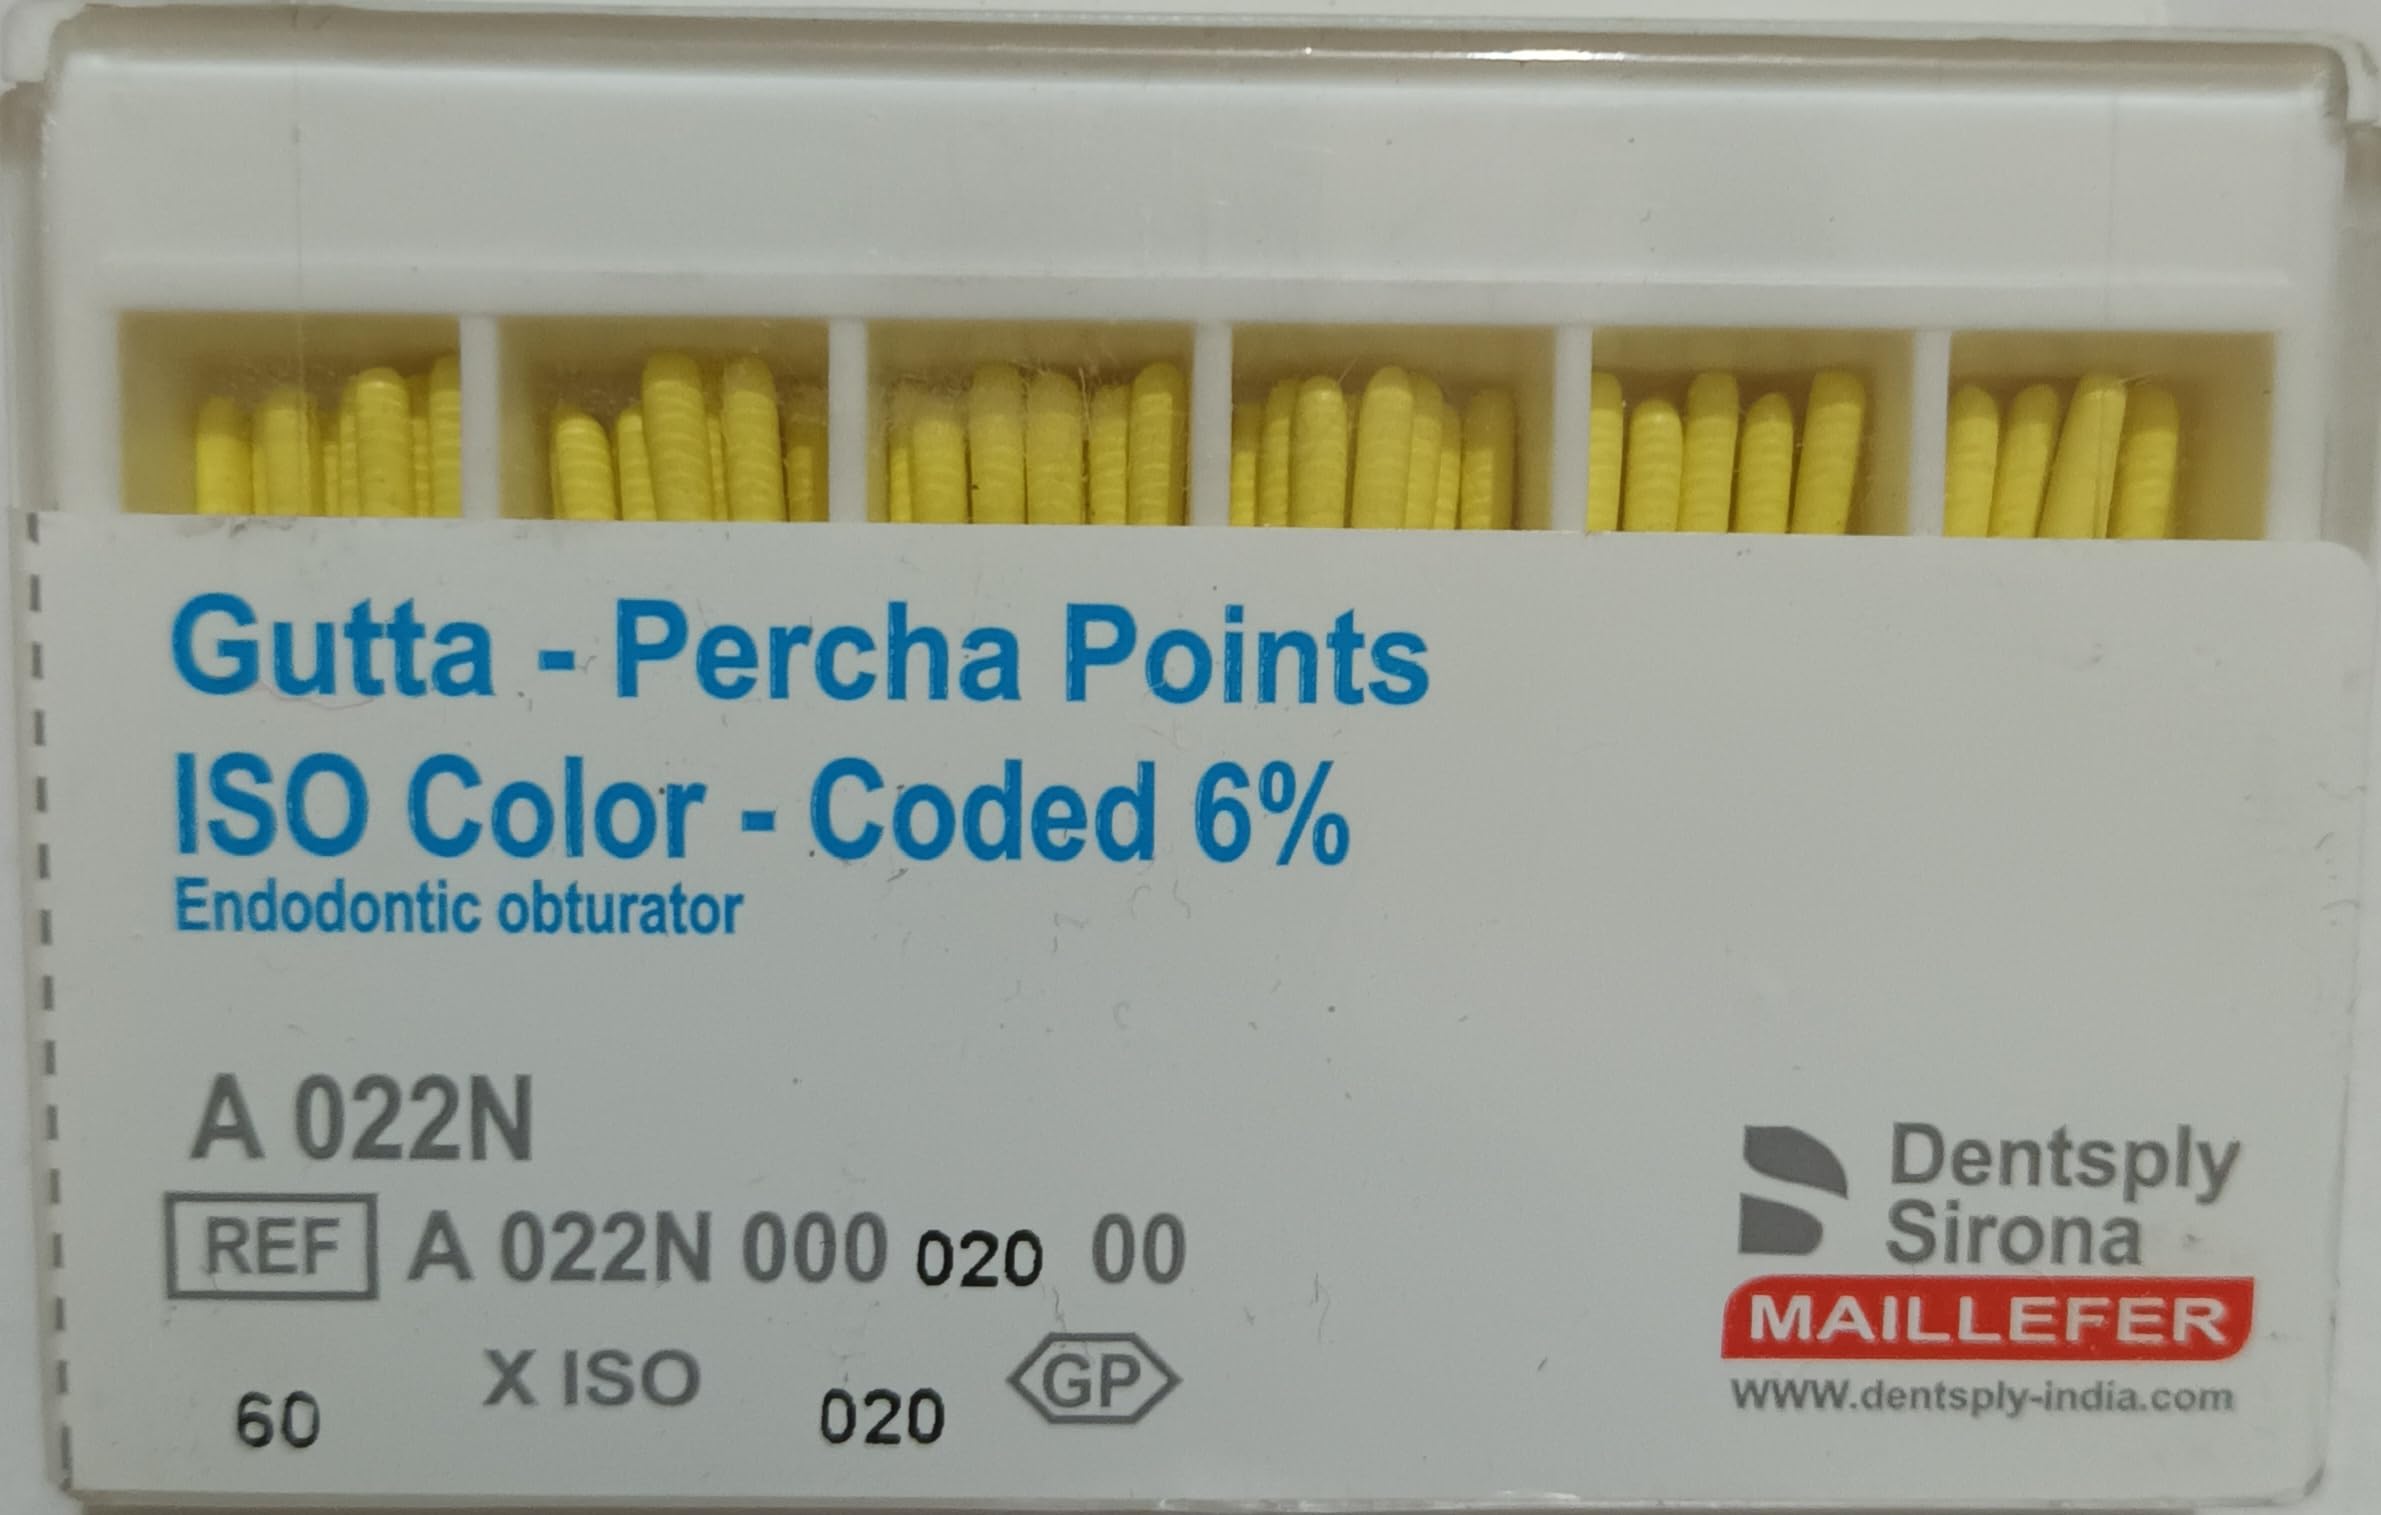 Gutta - Percha Points
ISO Color - Coded 6%
Endodontic obturator
A 022N
REF A 022N 000 020 00
60 X ISO 020 GP
Dentsply
Sirona
MAILLEFER
www.dentsply-india.com